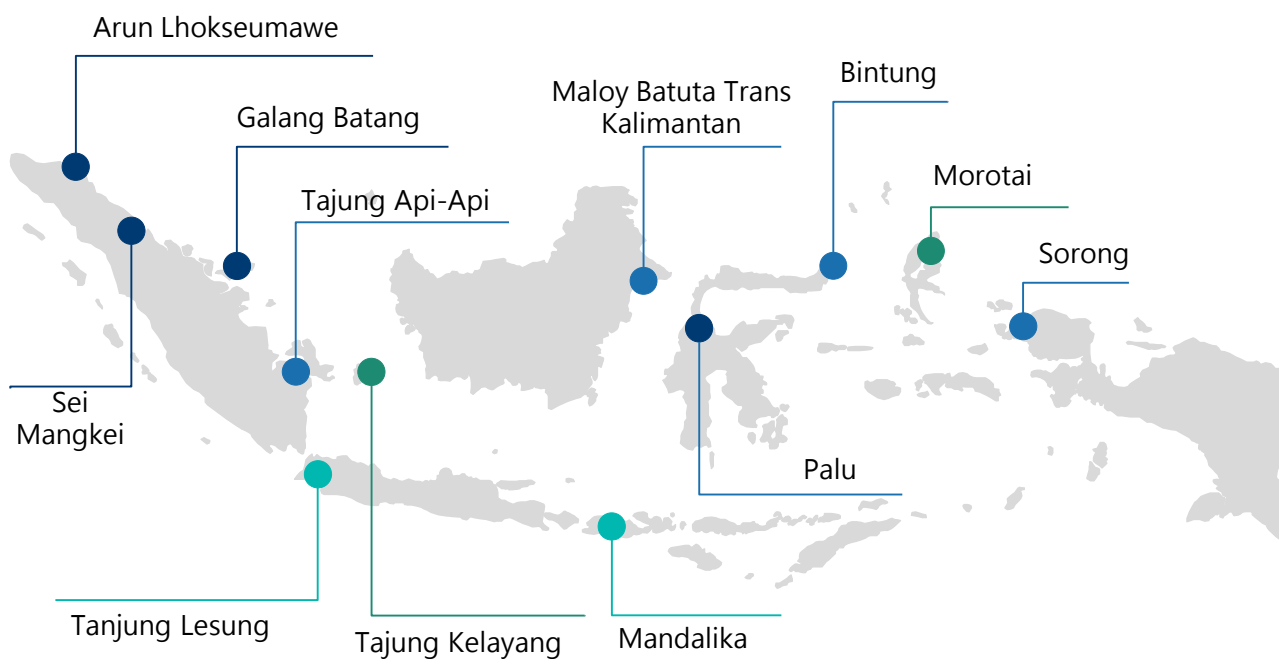 Arun Lhokseumawe
Bintung
Maloy Batuta Trans
Kalimantan
Galang Batang
Morotai
Tajung Api-Api
Sorong
Sei
Mangkei
Palu
Tanjung Lesung
Tajung Kelayang
Mandalika